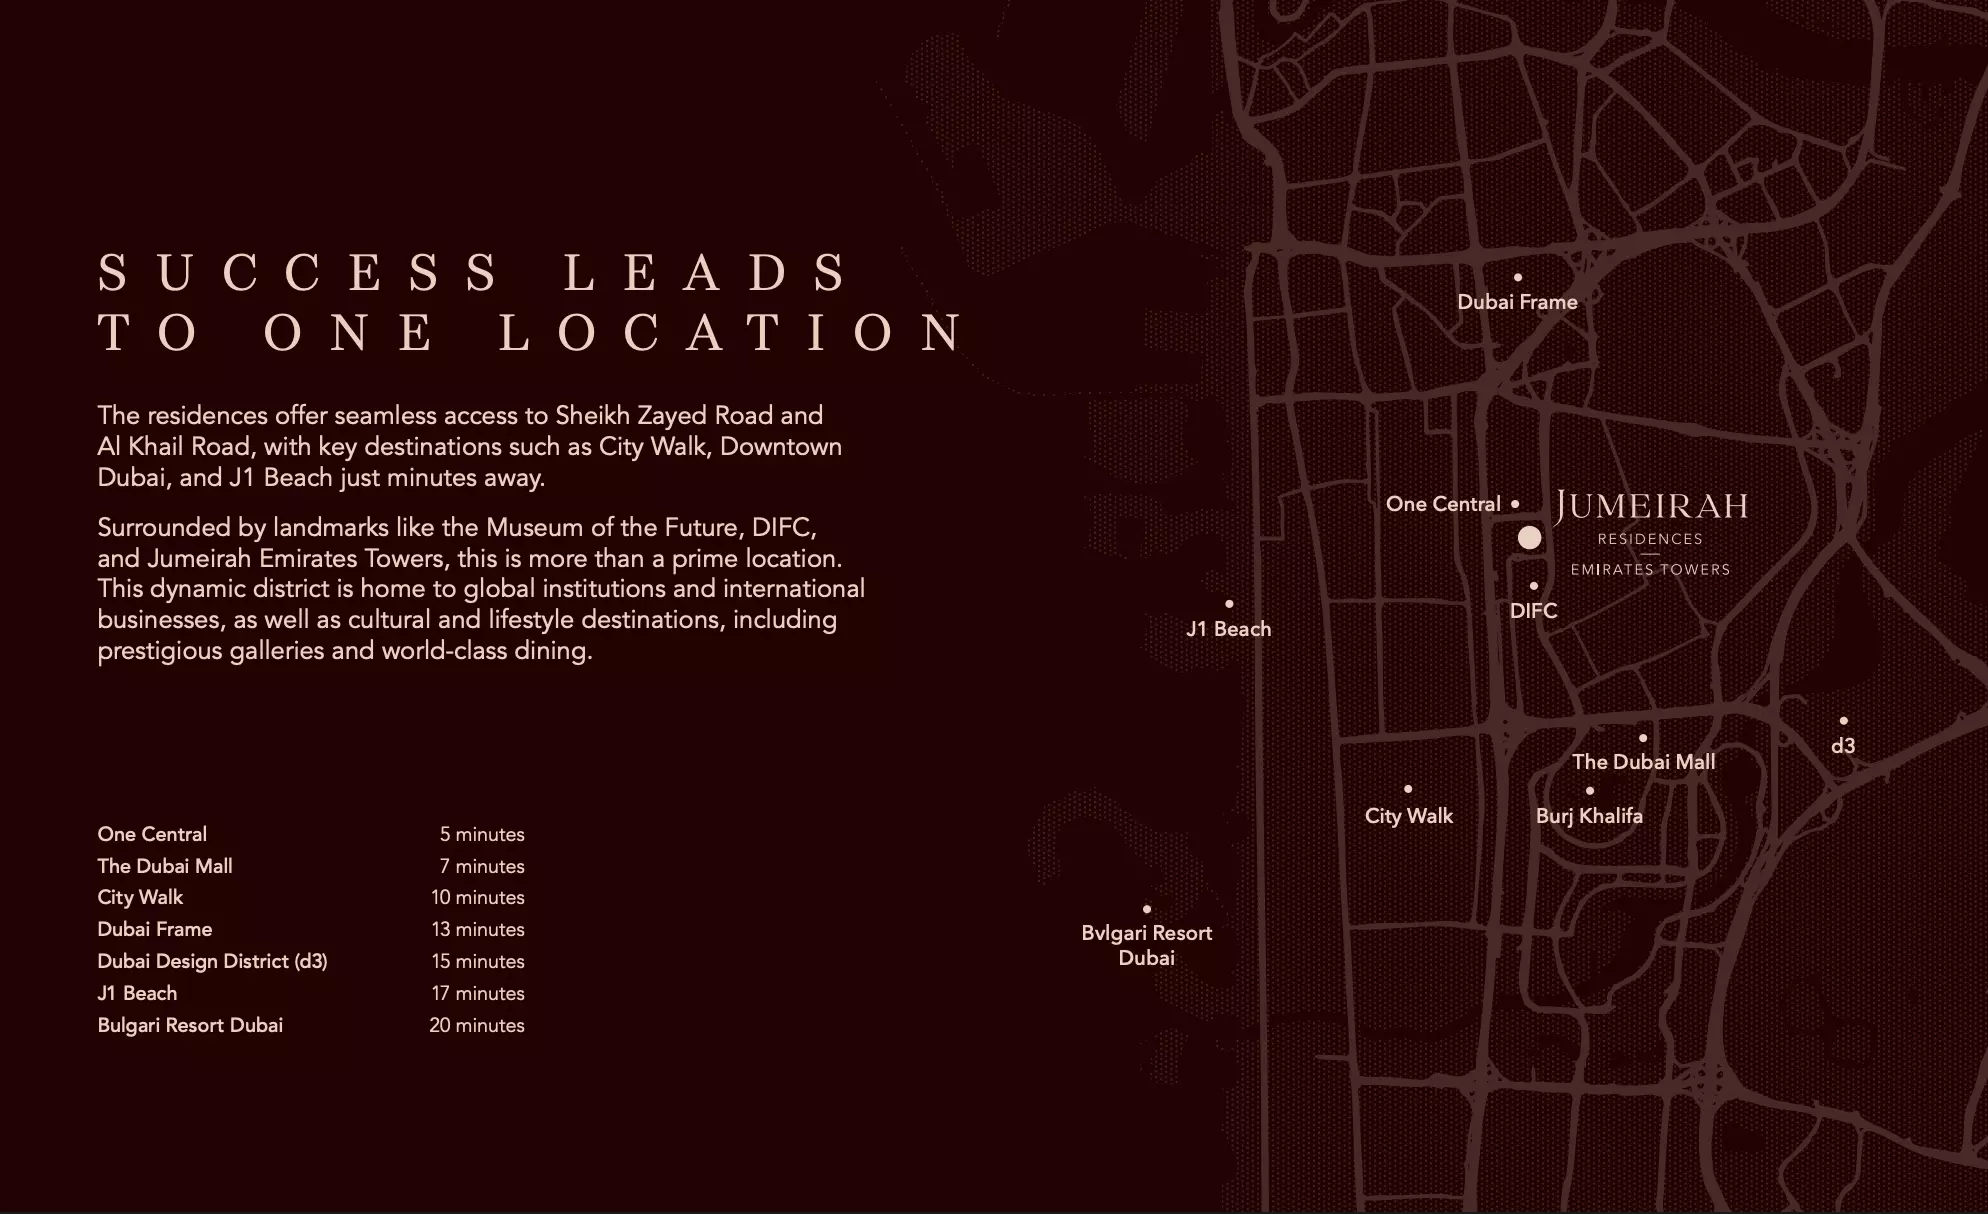 SUCCESS LEADS
TO ONE LOCATION
The residences offer seamless access to Sheikh Zayed Road and
Al Khail Road, with key destinations such as City Walk, Downtown
Dubai, and J1 Beach just minutes away.
Surrounded by landmarks like the Museum of the Future, DIFC,
and Jumeirah Emirates Towers, this is more than a prime location.
This dynamic district is home to global institutions and international
businesses, as well as cultural and lifestyle destinations, including
prestigious galleries and world-class dining.
One Central 5 minutes
The Dubai Mall 7 minutes
City Walk 10 minutes
Dubai Frame 13 minutes
Dubai Design District (d3) 15 minutes
J1 Beach 17 minutes
Bulgari Resort Dubai 20 minutes
Dubai Frame
One Central
JUMEIRAH
RESIDENCES
EMIRATES TOWERS
DIFC
J1 Beach
d3
The Dubai Mall
City Walk
Burj Khalifa
Bvlgari Resort
Dubai